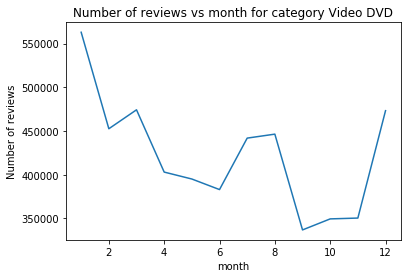 Number of reviews vs month for category Video DVD
Number of reviews
550000
500000
450000
400000
350000
2 4 6 8 10 12
month